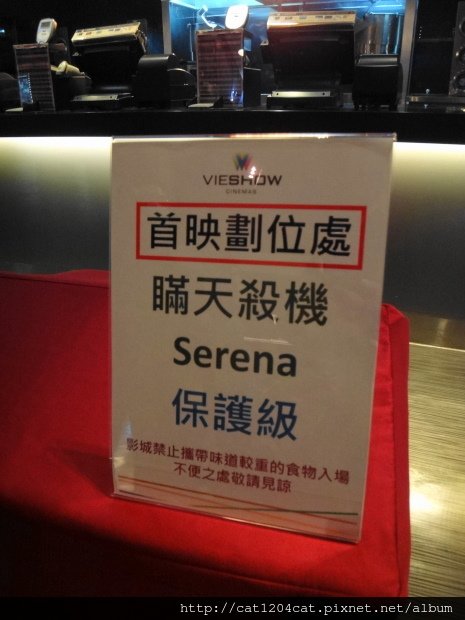 VIESHOW
CINEMAS
首映劃位處
瞞天殺機
Serena
保護級
影城禁止攜帶味道較重的食物入場
不便之處敬請見諒
http://cat1204cat.pixnet.net/album